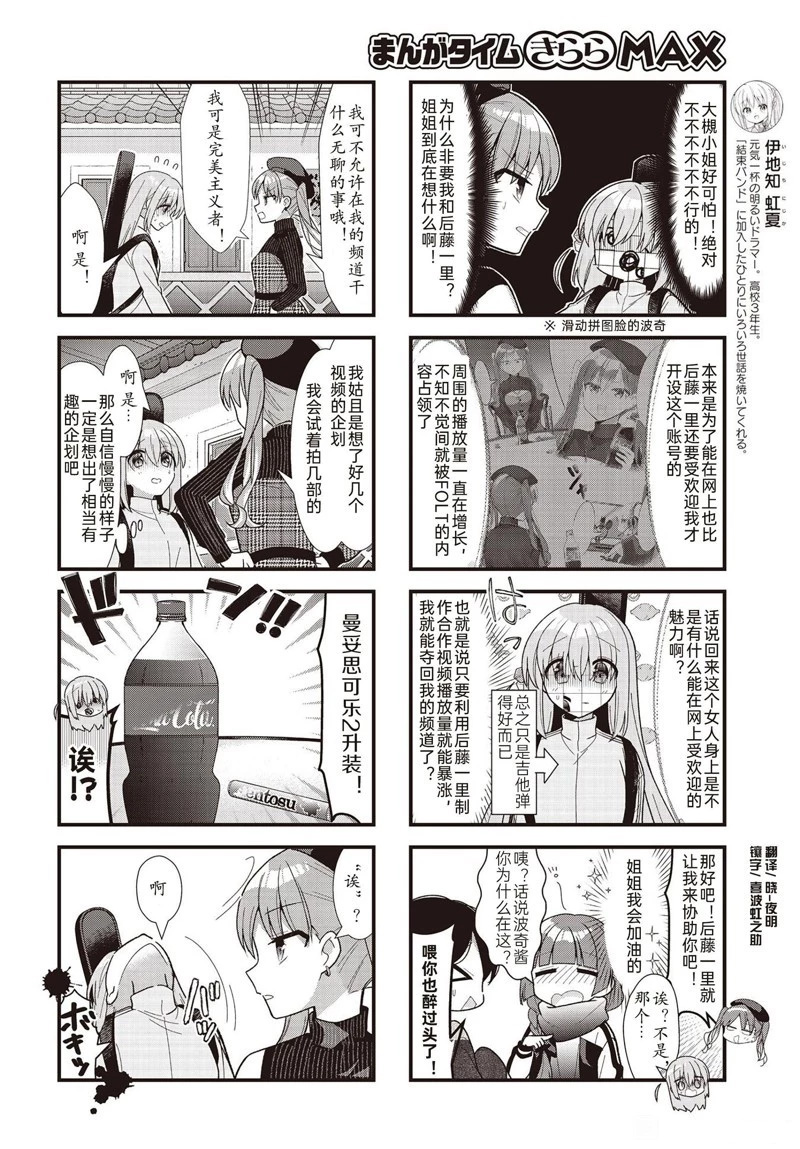 まんがタイムきららMAX
伊地知 虹夏
いじち にじか
元気一杯の明るいドラマー。高校3年生。
「結束バンド」に加入したひとりにいろいろ世話を焼いてくれる。
大槻小姐好可怕！绝对
不不不不不不行的！
为什么非要我和后藤一里？
姐姐到底在想什么啊！
※ 滑动拼图脸的波奇
本来是为了能在网上也比
后藤一里还要受欢迎我才
开设这个账号的
周围的播放量一直在增长，
不知不觉间就被FOLT的内
容占领了
话说回来这个女人身上是不
是有什么能在网上受欢迎的
魅力啊？
はっ
总之只是吉他弹
得好而已
也就是说只要利用后藤一里制
作合作视频播放量就能暴涨，
我就能夺回我的频道了？
那好吧！后藤一里就
让我来协助你吧！
诶？不是，
那个…
姐姐我会加油的
咦？话说波奇酱
你为什么在这？
喂你也醉过头了！
我可不允许在我的频道干
什么无聊的事哦！
我可是完美主义者！
啊是！
我姑且是想了好几个
视频的企划
我会试着拍几部的
啊是…
那么自信慢慢的样子
一定是想出了相当有
趣的企划吧
曼妥思可乐2升装！
ドォン!!
entosu
诶!?
诶？
啊
ボキッ
翻译/ 晓-夜明
镶字/ 喜波虹之助